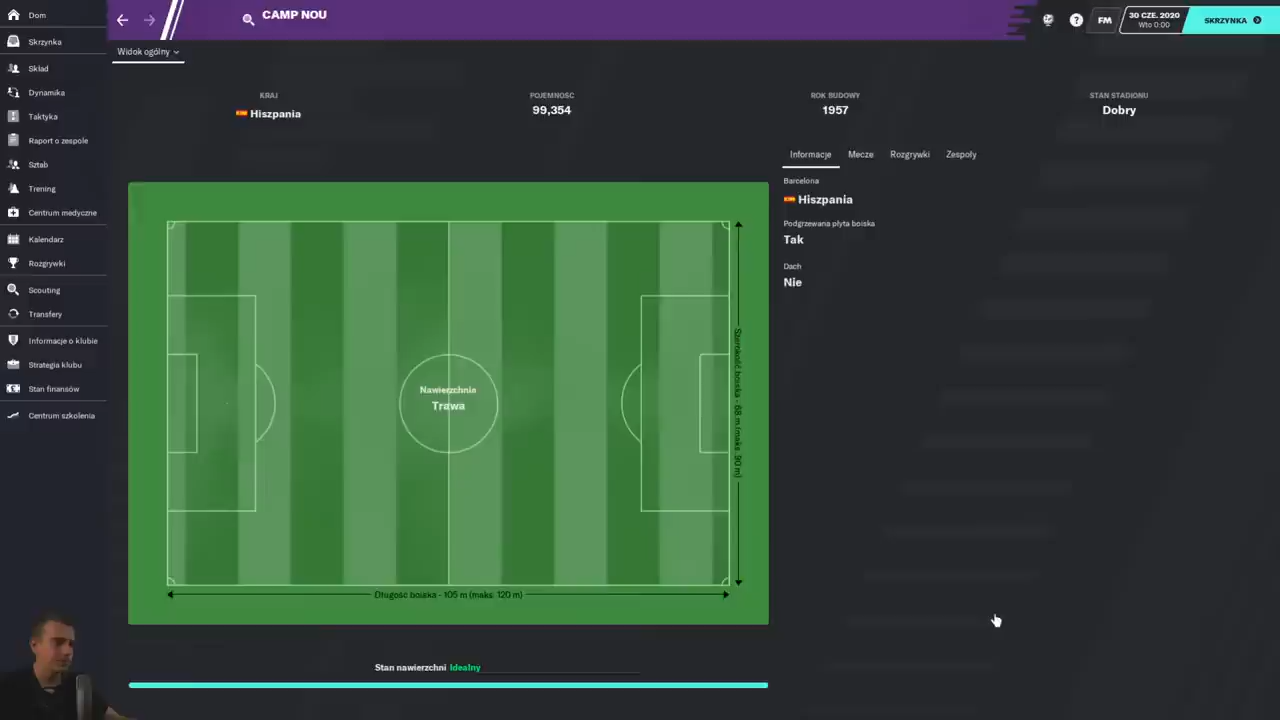 Dom
CAMP NOU
FM
30 CZE. 2020
Wto 0:00
SKRZYNKA
Skrzynka
Widok ogólny
Skład
Dynamika
Taktyka
Raport o zespole
Sztab
Trening
Centrum medyczne
Kalendarz
Rozgrywki
Scouting
Transfery
Informacje o klubie
Strategia klubu
Stan finansów
Centrum szkolenia
KRAJ
Hiszpania
POJEMNOŚĆ
99,354
ROK BUDOWY
1957
STAN STADIONU
Dobry
Informacje Mecze Rozgrywki Zespoły
Barcelona
Hiszpania
Podgrzewana płyta boiska
Tak
Dach
Nie
Nawierzchnia
Trawa
Szerokość boiska - 68 m (maks. 90 m)
Długość boiska - 105 m (maks. 120 m)
Stan nawierzchni Idealny